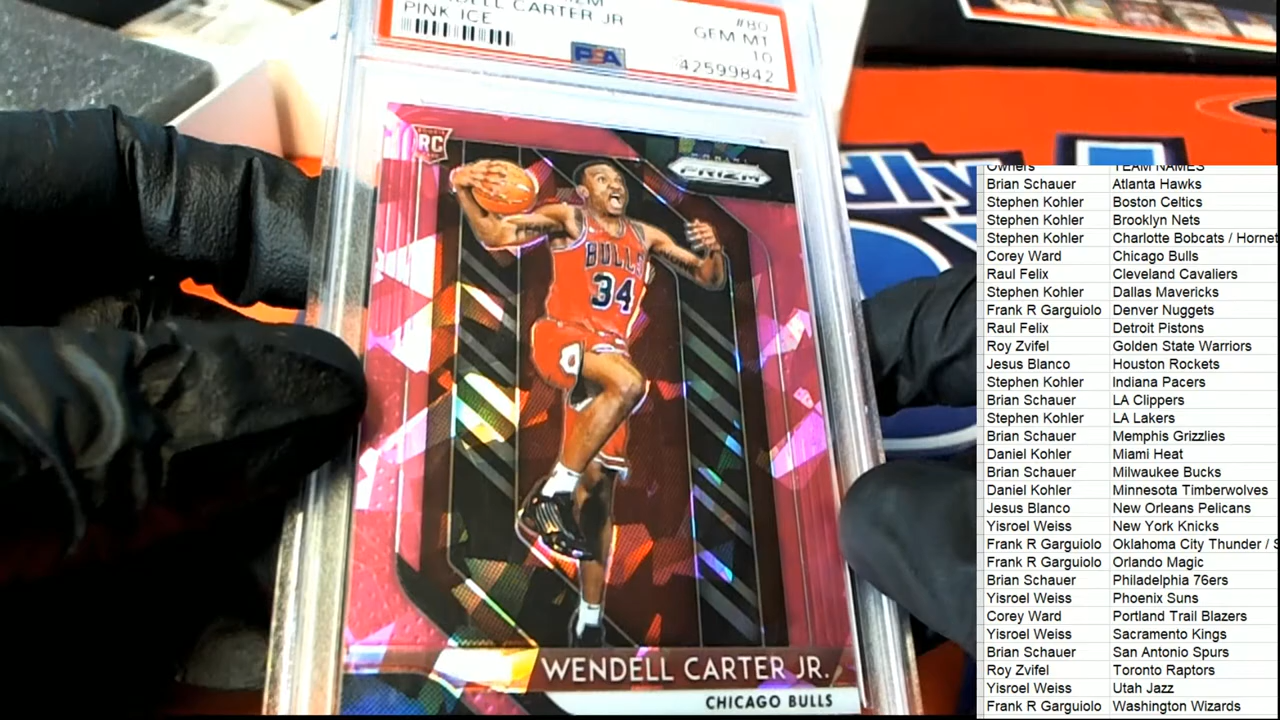 DELL CARTER JR
PINK ICE
#80
GEM MT
10
PSA
42599842
RC
PANINI
PRIZM
BULLS
34
WENDELL CARTER JR.
CHICAGO BULLS
Owners TEAM NAMES
Brian Schauer Atlanta Hawks
Stephen Kohler Boston Celtics
Stephen Kohler Brooklyn Nets
Stephen Kohler Charlotte Bobcats / Hornet
Corey Ward Chicago Bulls
Raul Felix Cleveland Cavaliers
Stephen Kohler Dallas Mavericks
Frank R Garguiolo Denver Nuggets
Raul Felix Detroit Pistons
Roy Zvifel Golden State Warriors
Jesus Blanco Houston Rockets
Stephen Kohler Indiana Pacers
Brian Schauer LA Clippers
Stephen Kohler LA Lakers
Brian Schauer Memphis Grizzlies
Daniel Kohler Miami Heat
Brian Schauer Milwaukee Bucks
Daniel Kohler Minnesota Timberwolves
Jesus Blanco New Orleans Pelicans
Yisroel Weiss New York Knicks
Frank R Garguiolo Oklahoma City Thunder / S
Frank R Garguiolo Orlando Magic
Brian Schauer Philadelphia 76ers
Yisroel Weiss Phoenix Suns
Corey Ward Portland Trail Blazers
Yisroel Weiss Sacramento Kings
Brian Schauer San Antonio Spurs
Roy Zvifel Toronto Raptors
Yisroel Weiss Utah Jazz
Frank R Garguiolo Washington Wizards